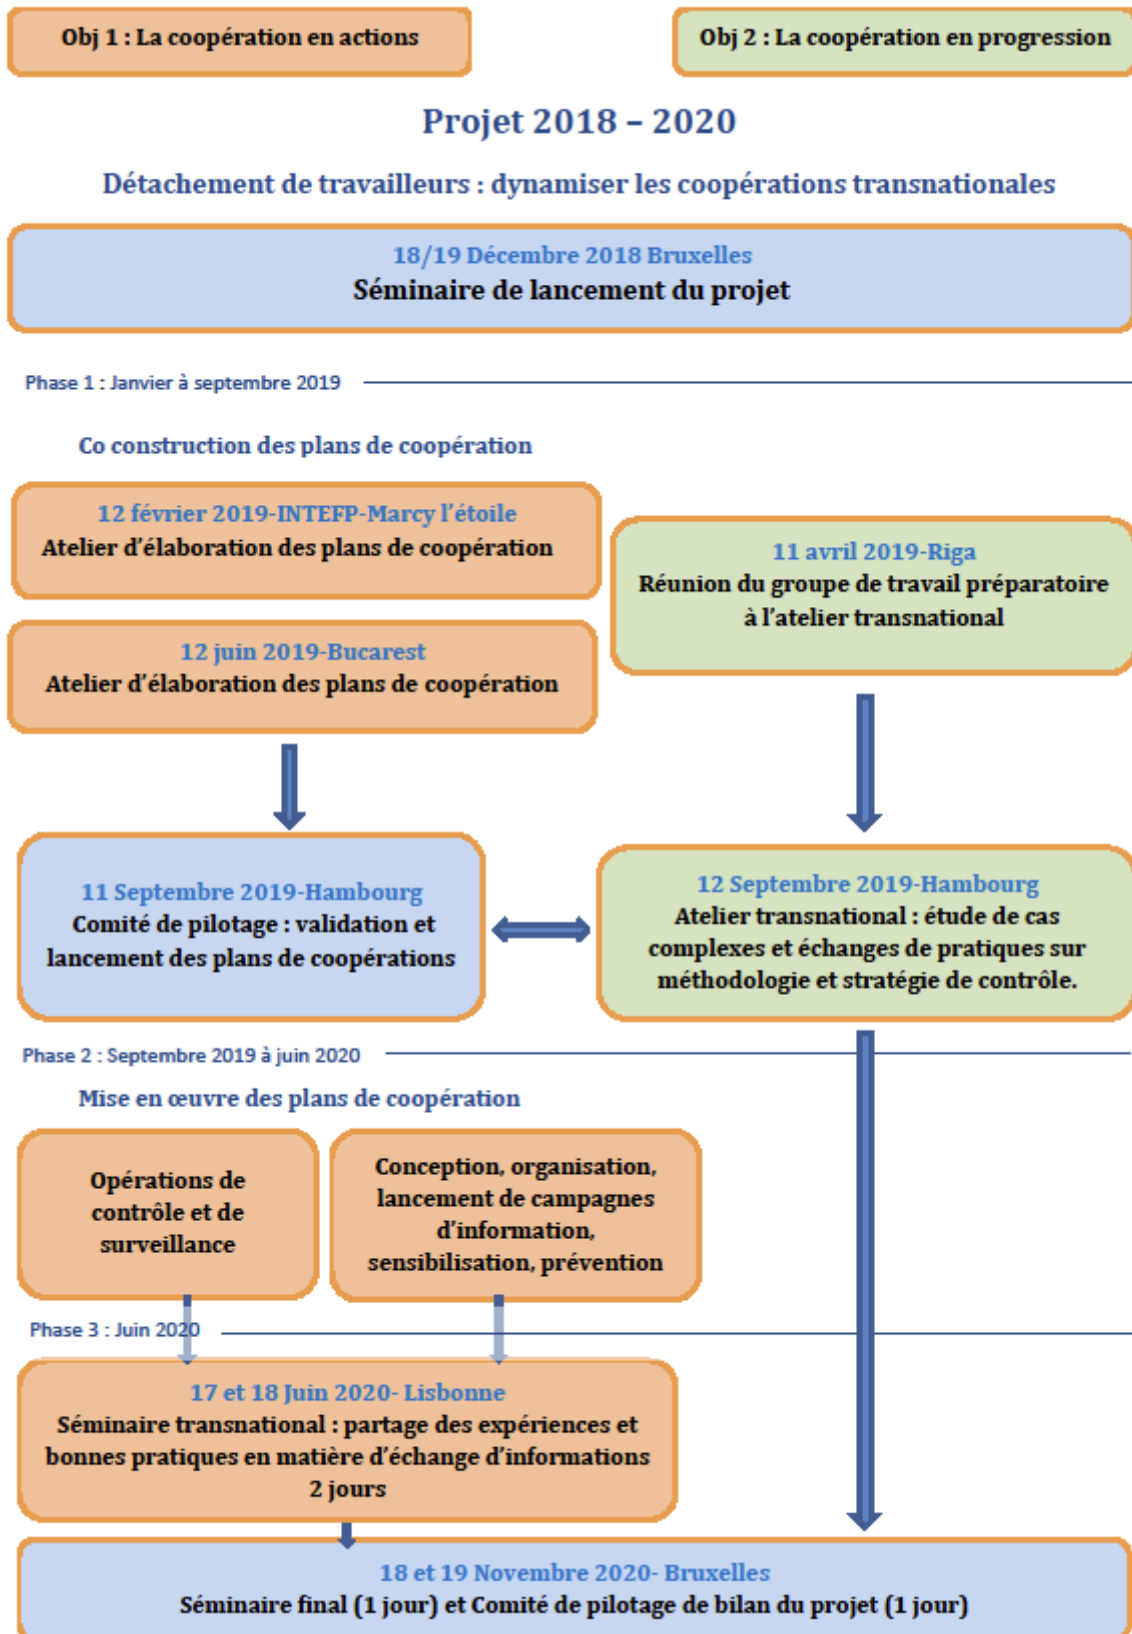 Obj 1 : La coopération en actions
Obj 2 : La coopération en progression
Projet 2018 – 2020
Détachement de travailleurs : dynamiser les coopérations transnationales
18/19 Décembre 2018 Bruxelles
Séminaire de lancement du projet
Phase 1 : Janvier à septembre 2019
Co construction des plans de coopération
12 février 2019-INTEFP-Marcy l’étoile
Atelier d’élaboration des plans de coopération
11 avril 2019-Riga
Réunion du groupe de travail préparatoire
à l’atelier transnational
12 juin 2019-Bucarest
Atelier d’élaboration des plans de coopération
11 Septembre 2019-Hambourg
Comité de pilotage : validation et
lancement des plans de coopérations
12 Septembre 2019-Hambourg
Atelier transnational : étude de cas
complexes et échanges de pratiques sur
méthodologie et stratégie de contrôle.
Phase 2 : Septembre 2019 à juin 2020
Mise en œuvre des plans de coopération
Opérations de
contrôle et de
surveillance
Conception, organisation,
lancement de campagnes
d’information,
sensibilisation, prévention
Phase 3 : Juin 2020
17 et 18 Juin 2020- Lisbonne
Séminaire transnational : partage des expériences et
bonnes pratiques en matière d’échange d’informations
2 jours
18 et 19 Novembre 2020- Bruxelles
Séminaire final (1 jour) et Comité de pilotage de bilan du projet (1 jour)